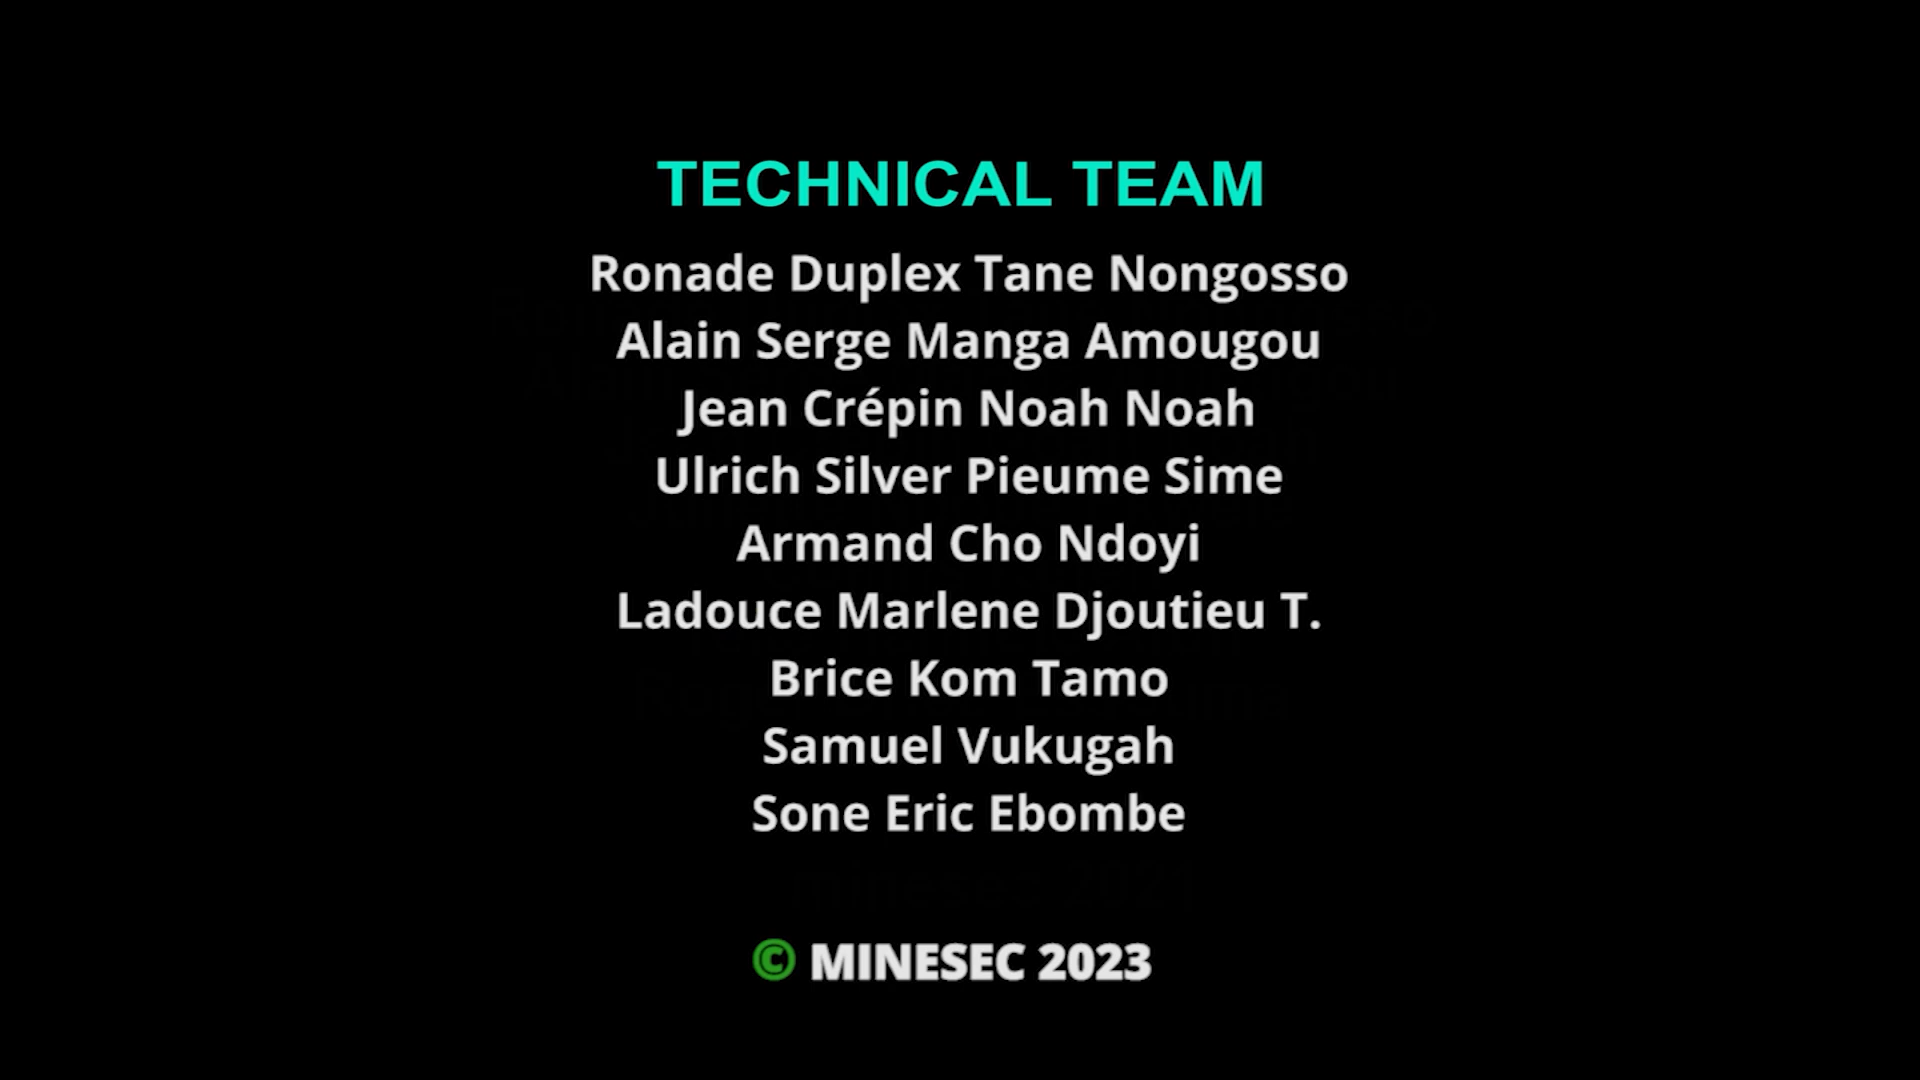 TECHNICAL TEAM
Ronade Duplex Tane Nongosso
Alain Serge Manga Amougou
Jean Crépin Noah Noah
Ulrich Silver Pieume Sime
Armand Cho Ndoyi
Ladouce Marlene Djoutieu T.
Brice Kom Tamo
Samuel Vukugah
Sone Eric Ebombe
© MINESEC 2023